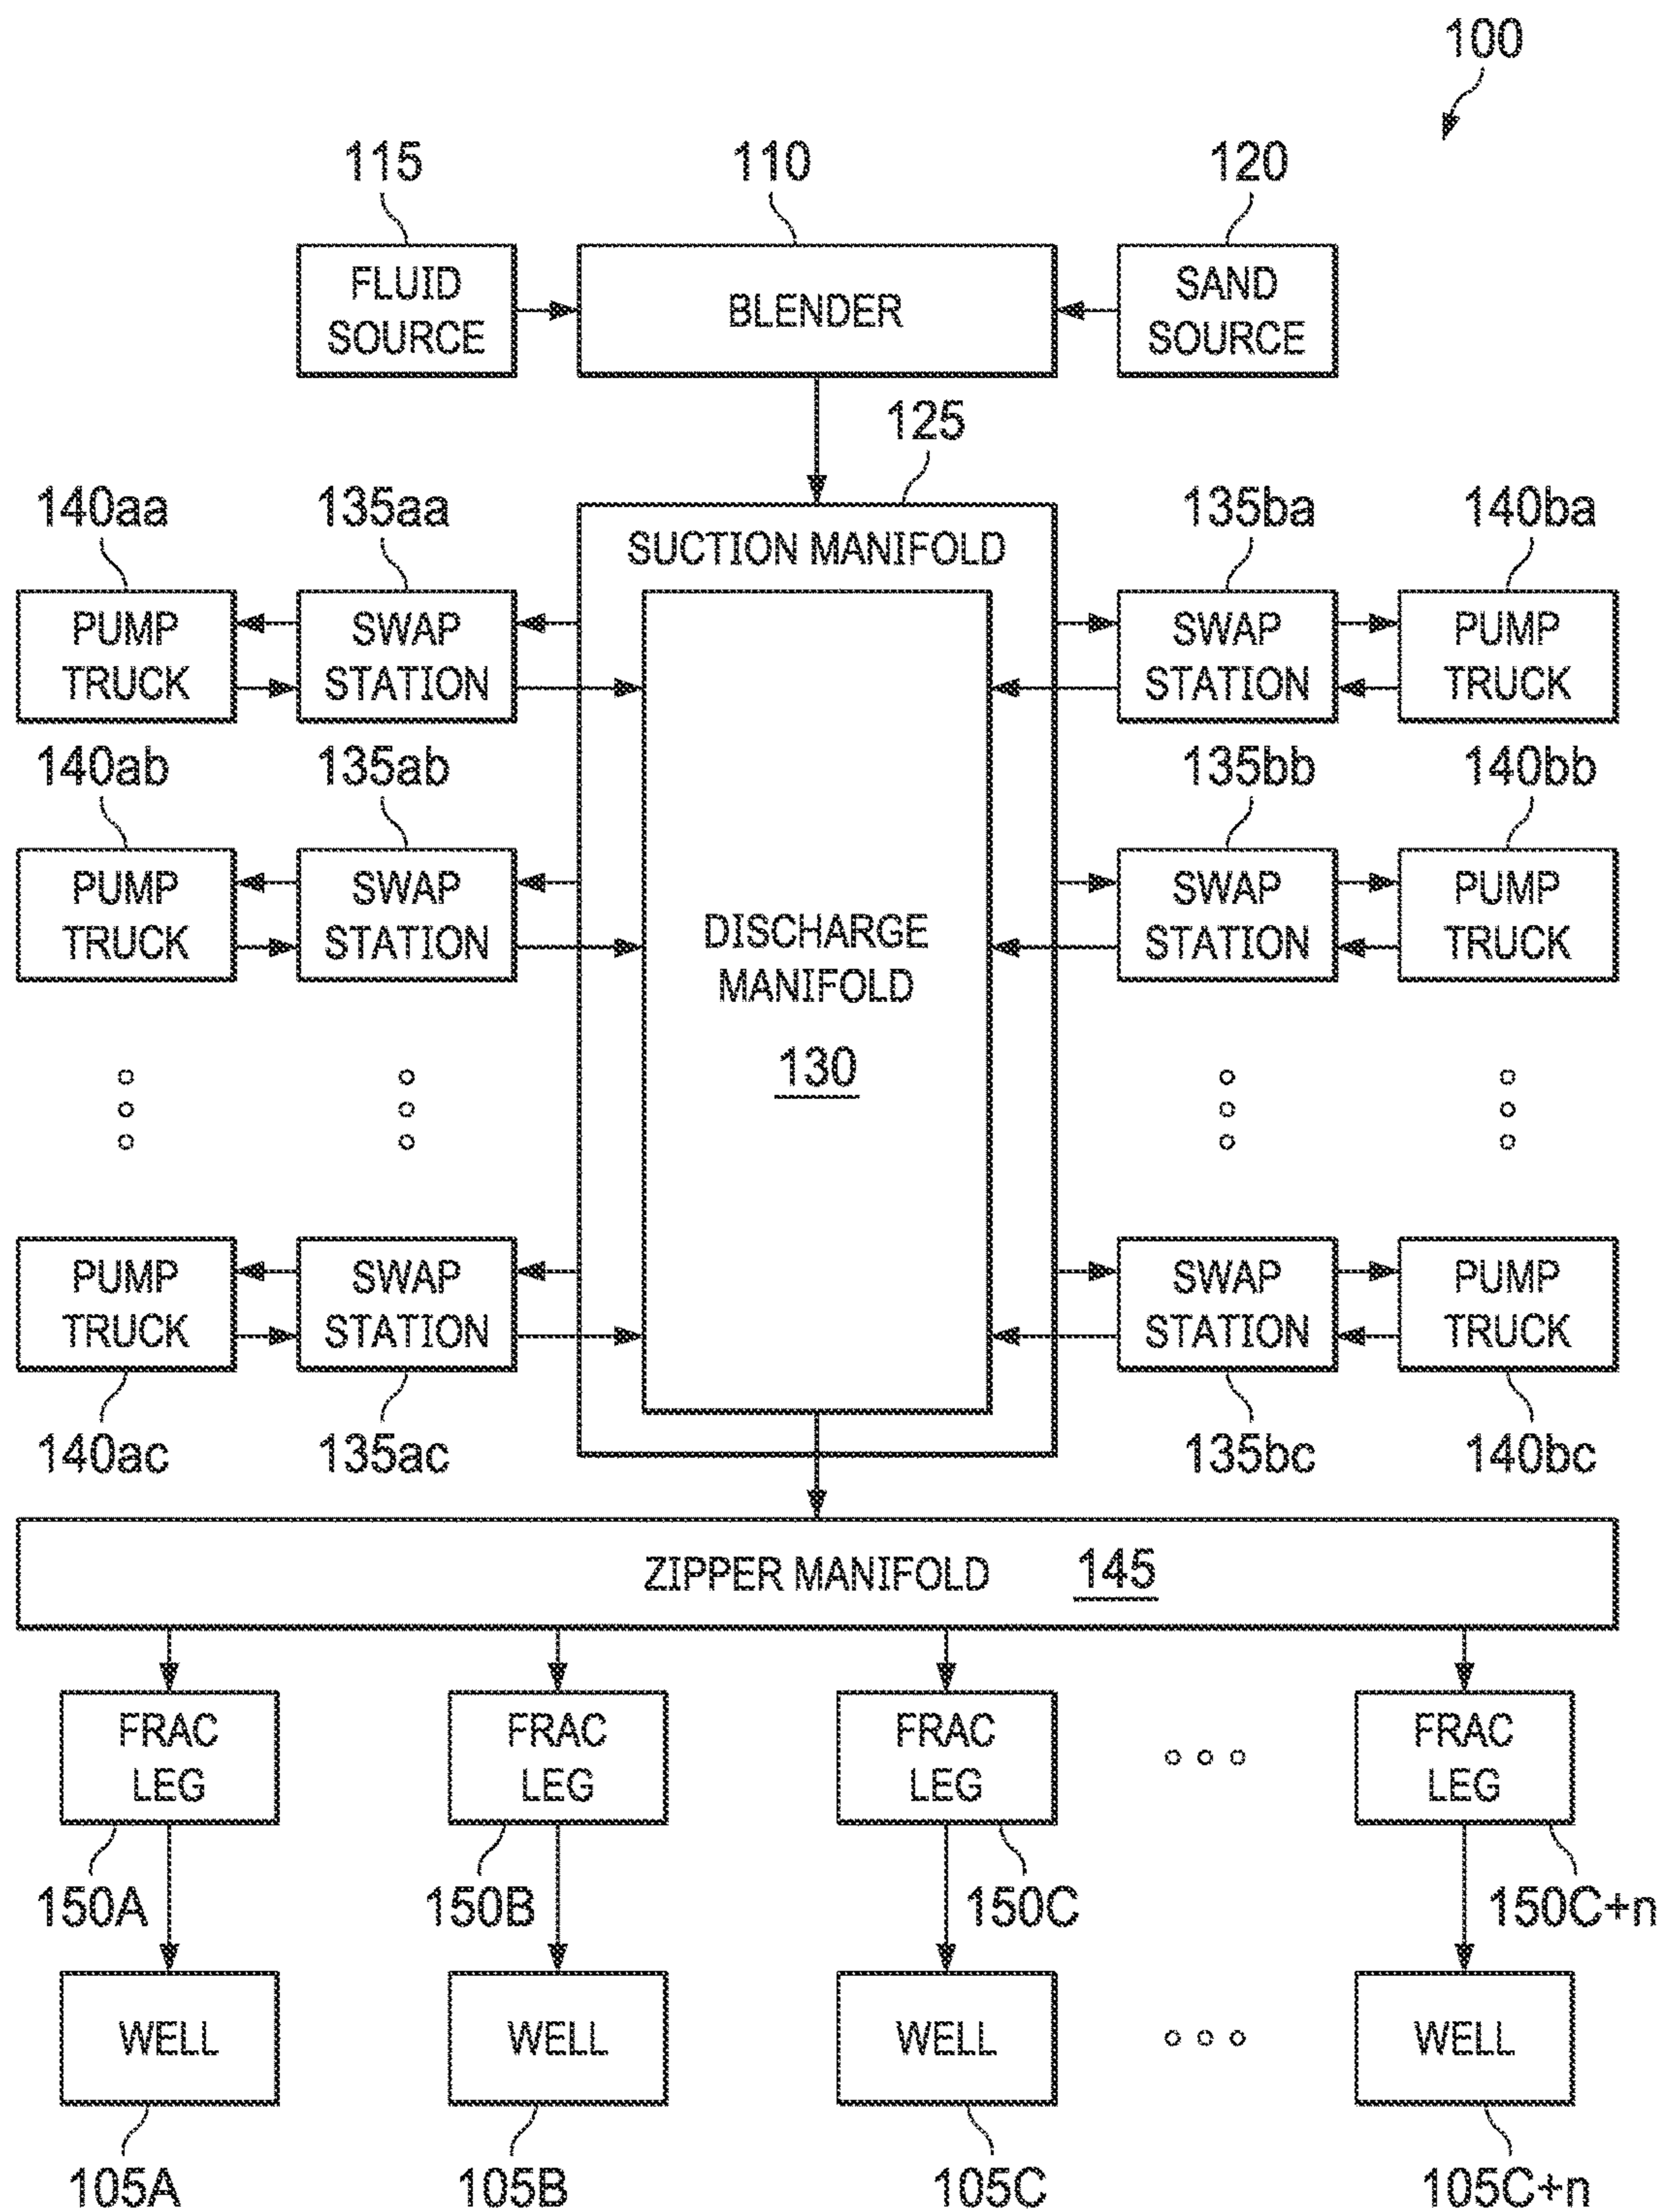 100
115
110
120
FLUID
SOURCE
BLENDER
SAND
SOURCE
125
140aa
135aa
135ba
140ba
SUCTION MANIFOLD
PUMP
TRUCK
SWAP
STATION
SWAP
STATION
PUMP
TRUCK
140ab
135ab
135bb
140bb
PUMP
TRUCK
SWAP
STATION
DISCHARGE
MANIFOLD
130
SWAP
STATION
PUMP
TRUCK
PUMP
TRUCK
SWAP
STATION
SWAP
STATION
PUMP
TRUCK
140ac
135ac
135bc
140bc
ZIPPER MANIFOLD 145
FRAC
LEG
FRAC
LEG
FRAC
LEG
FRAC
LEG
150A
150B
150C
150C+n
WELL
WELL
WELL
WELL
105A
105B
105C
105C+n